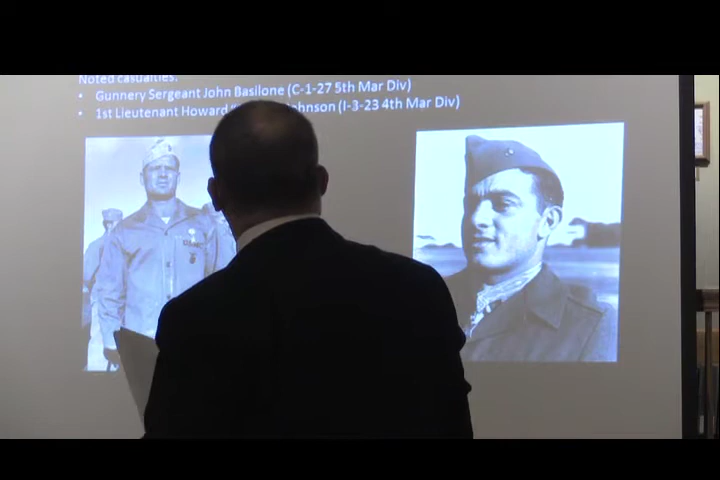 Noted casualties:
• Gunnery Sergeant John Basilone (C-1-27 5th Mar Div)
• 1st Lieutenant Howard Johnson (I-3-23 4th Mar Div)